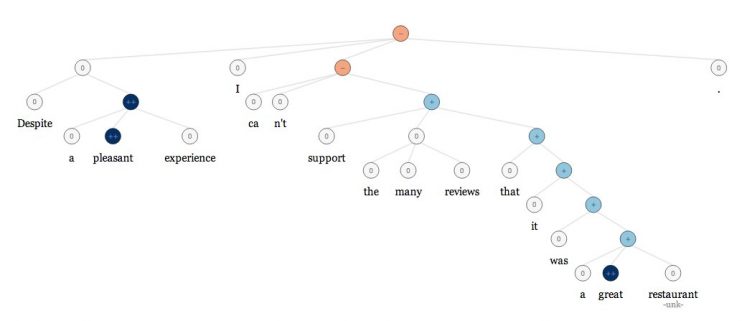 −
0 0 − 0
I .
0 ++ 0 0 +
Despite ca n't
0 ++ 0 0 0 +
a pleasant experience support
0 0 0 0 +
the many reviews that
0 +
it
0 +
was
0 ++ 0
a great restaurant
-unk-